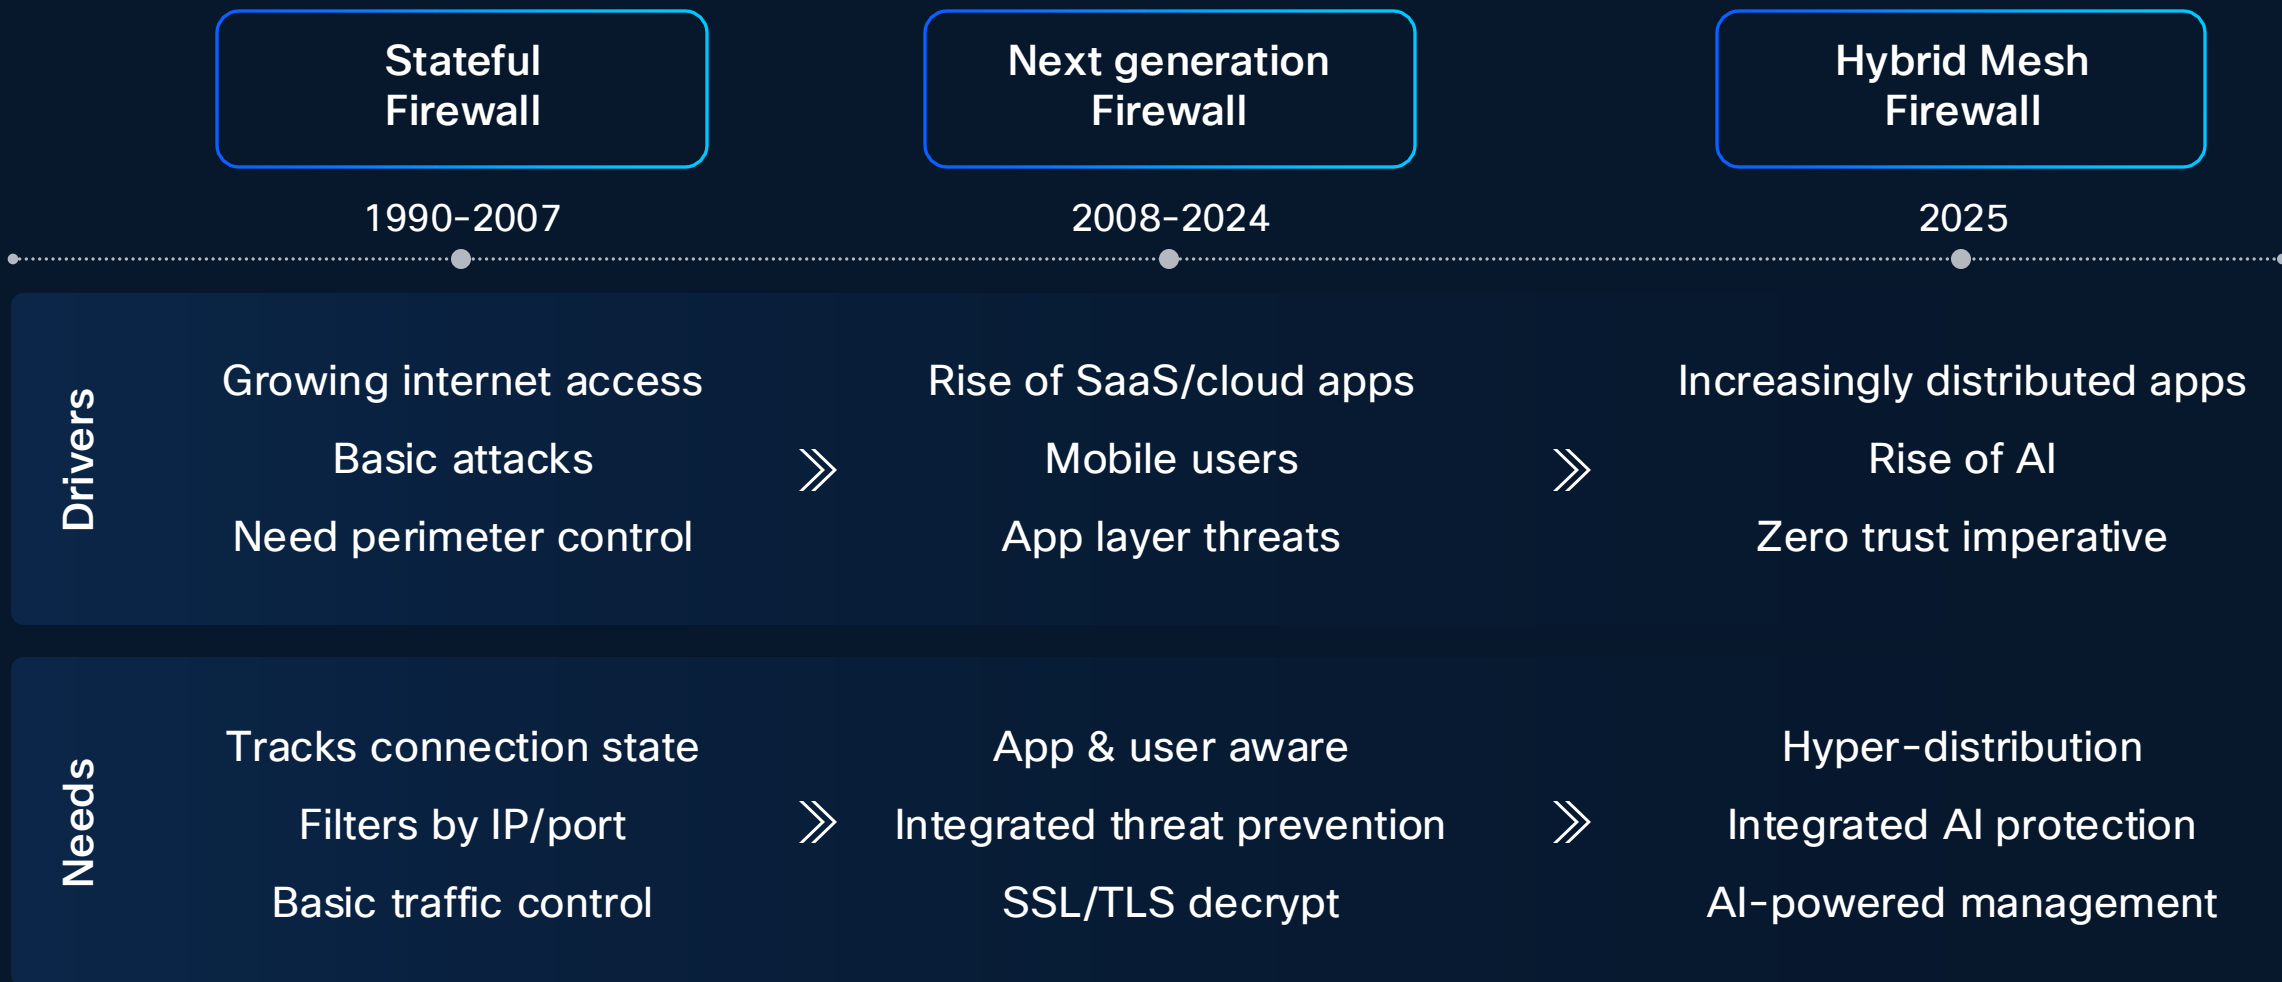 Stateful
Firewall
Next generation
Firewall
Hybrid Mesh
Firewall
1990-2007
2008-2024
2025
Drivers
Growing internet access
Basic attacks
Need perimeter control
Rise of SaaS/cloud apps
Mobile users
App layer threats
Increasingly distributed apps
Rise of AI
Zero trust imperative
Needs
Tracks connection state
Filters by IP/port
Basic traffic control
App & user aware
Integrated threat prevention
SSL/TLS decrypt
Hyper-distribution
Integrated AI protection
AI-powered management